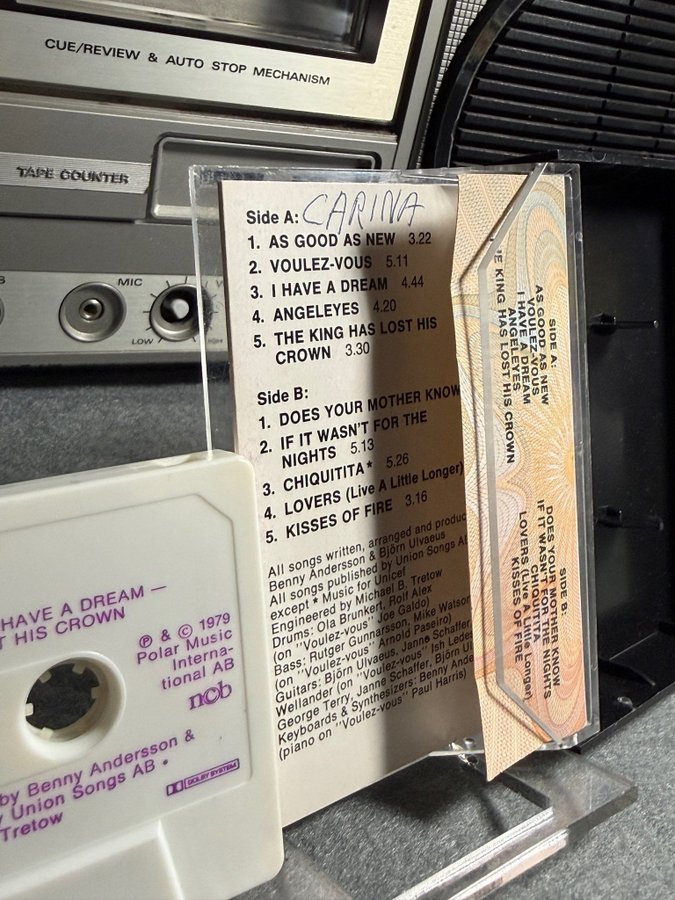 CUE/REVIEW & AUTO STOP MECHANISM
TAPE COUNTER
MIC
LOW
Side A: CARINA
1. AS GOOD AS NEW 3.22
2. VOULEZ-VOUS 5.11
3. I HAVE A DREAM 4.44
4. ANGELEYES 4.20
5. THE KING HAS LOST HIS
CROWN 3.30
Side B:
1. DOES YOUR MOTHER KNOW
2. IF IT WASN'T FOR THE
NIGHTS 5.13
3. CHIQUITITA* 5.26
4. LOVERS (Live A Little Longer)
5. KISSES OF FIRE 3.16
All songs written, arranged and produc
Benny Andersson & Björn Ulvaeus
All songs published by Union Songs AB
except * Music for Unicef
Engineered by Michael B. Tretow
Drums: Ola Brunkert, Rolf Alex
(on "Voulez-vous" Joe Galdo)
Bass: Rutger Gunnarsson, Mike Watson
(on "Voulez-vous" Arnold Paseiro)
Guitars: Björn Ulvaeus, Janne Schaffer
Wellander (on "Voulez-vous" Ish Lede
George Terry, Janne Schaffer, Björn Ul
Keyboards & Synthesizers: Benny Ande
(piano on "Voulez-vous" Paul Harris)
SIDE A:
AS GOOD AS NEW
VOULEZ-VOUS
I HAVE A DREAM
ANGELEYES
E KING HAS LOST HIS CROWN
SIDE B:
DOES YOUR MOTHER KNOW
IF IT WASN'T FOR THE NIGHTS
CHIQUITITA
LOVERS (Live A Little Longer)
KISSES OF FIRE
HAVE A DREAM —
T HIS CROWN
℗ & © 1979
Polar Music
Interna-
tional AB
ncb
by Benny Andersson &
y Union Songs AB •
Tretow
DOLBY SYSTEM